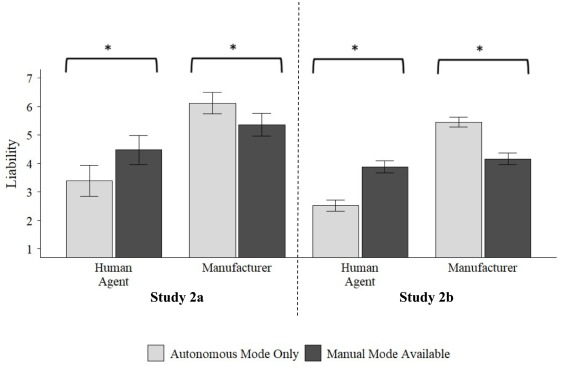 * * * *
7
6
5
4
3
2
1
Liability
Human Agent Manufacturer Human Agent Manufacturer
Study 2a Study 2b
Autonomous Mode Only Manual Mode Available